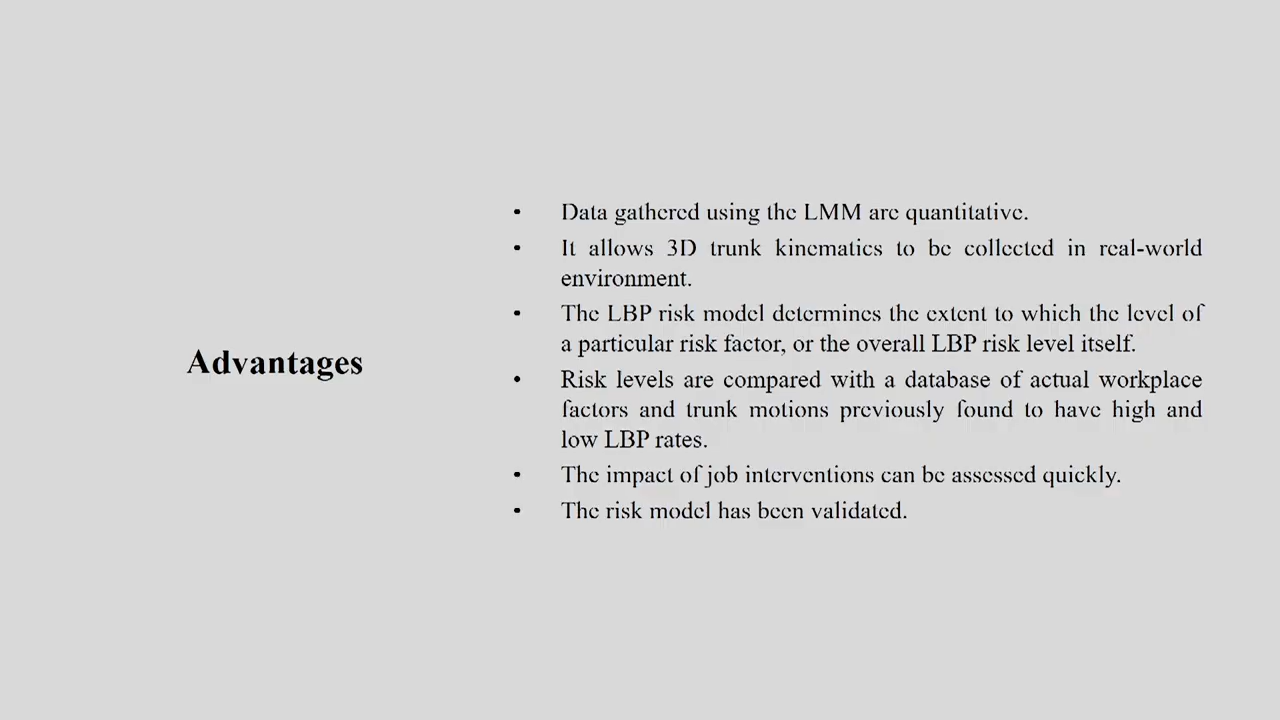 Advantages
• Data gathered using the LMM are quantitative.
• It allows 3D trunk kinematics to be collected in real-world
environment.
• The LBP risk model determines the extent to which the level of
a particular risk factor, or the overall LBP risk level itself.
• Risk levels are compared with a database of actual workplace
factors and trunk motions previously found to have high and
low LBP rates.
• The impact of job interventions can be assessed quickly.
• The risk model has been validated.